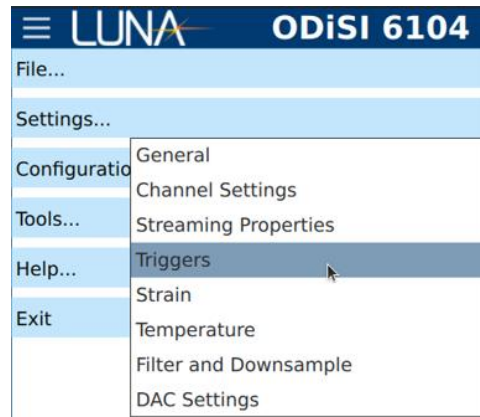 LUNA ODiSI 6104
File...
Settings...
Configuratio
General
Channel Settings
Tools...
Streaming Properties
Help...
Triggers
Strain
Exit
Temperature
Filter and Downsample
DAC Settings